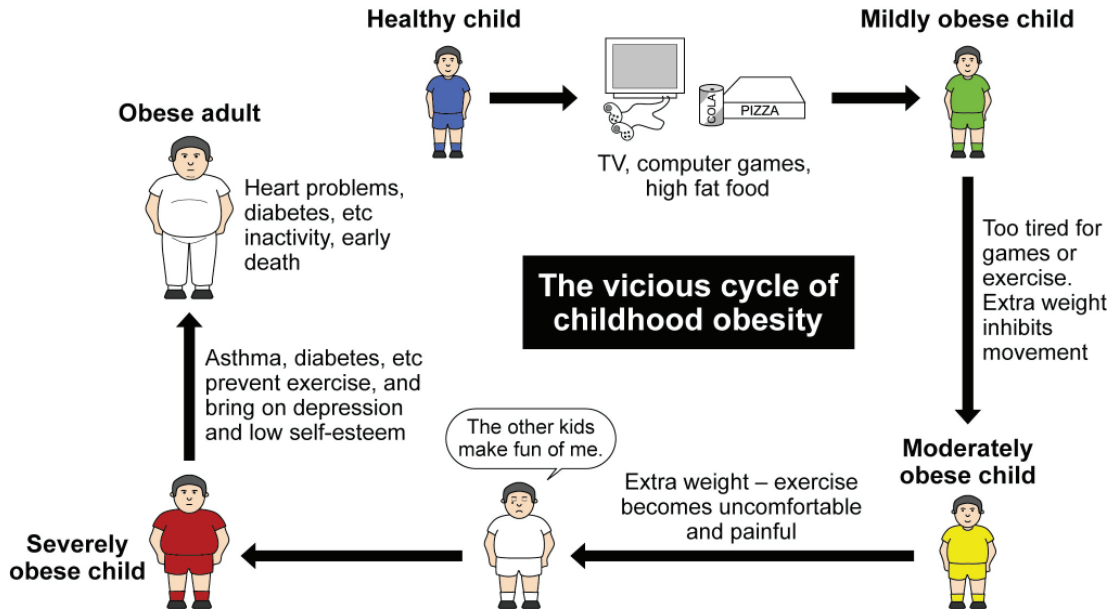 Healthy child
COLA
PIZZA
TV, computer games,
high fat food
Mildly obese child
Too tired for
games or
exercise.
Extra weight
inhibits
movement
Moderately
obese child
Extra weight – exercise
becomes uncomfortable
and painful
The other kids
make fun of me.
Severely
obese child
Asthma, diabetes, etc
prevent exercise, and
bring on depression
and low self-esteem
Obese adult
Heart problems,
diabetes, etc
inactivity, early
death
The vicious cycle of
childhood obesity